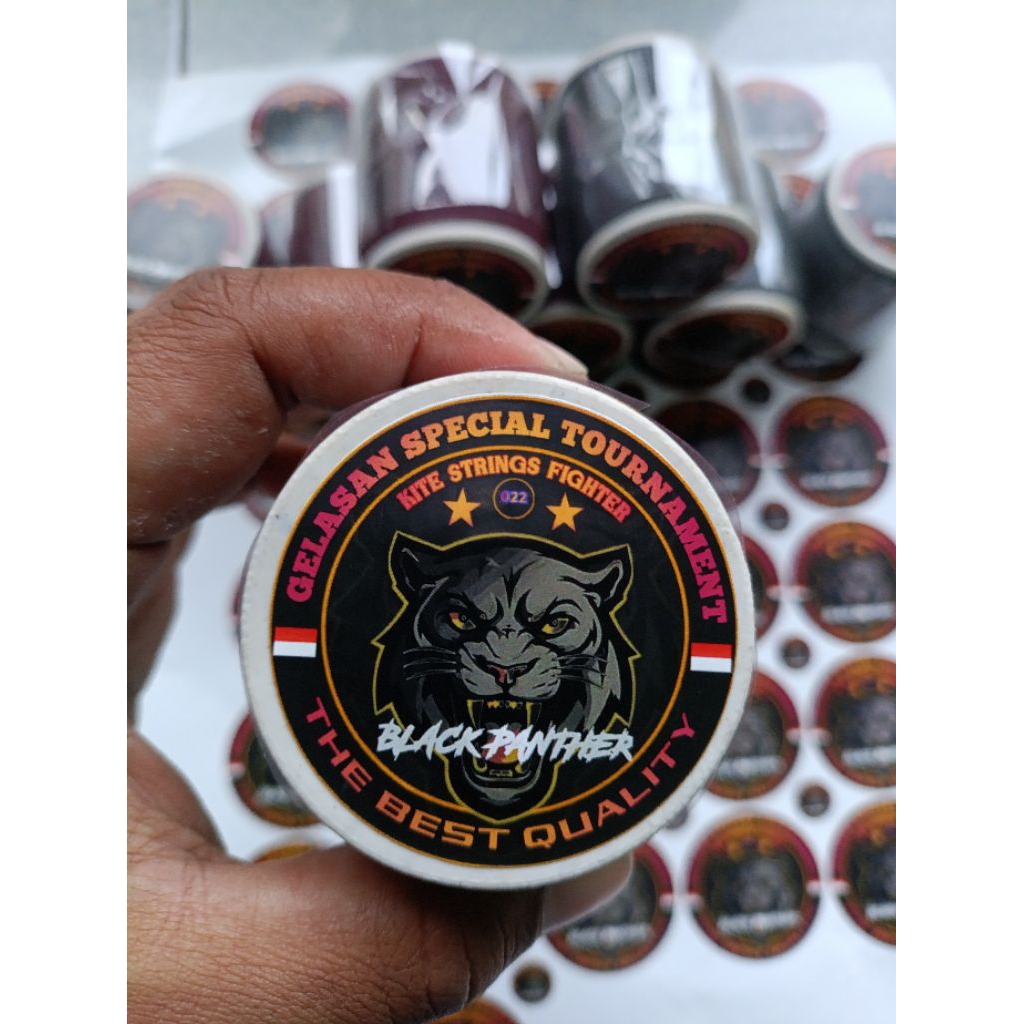 GELASAN SPECIAL TOURNAMENT
KITE STRINGS FIGHTER
022
BLACK PANTHER
THE BEST QUALITY